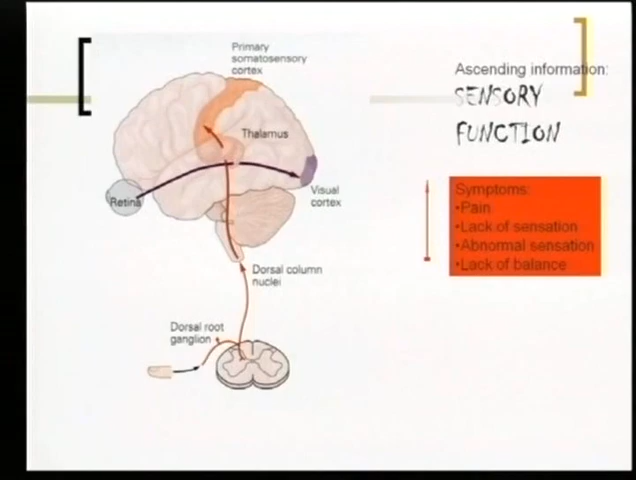 Primary
somatosensory
cortex
Thalamus
Retina
Visual
cortex
Dorsal column
nuclei
Dorsal root
ganglion
Ascending information:
SENSORY
FUNCTION
Symptoms:
•Pain
•Lack of sensation
•Abnormal sensation
•Lack of balance